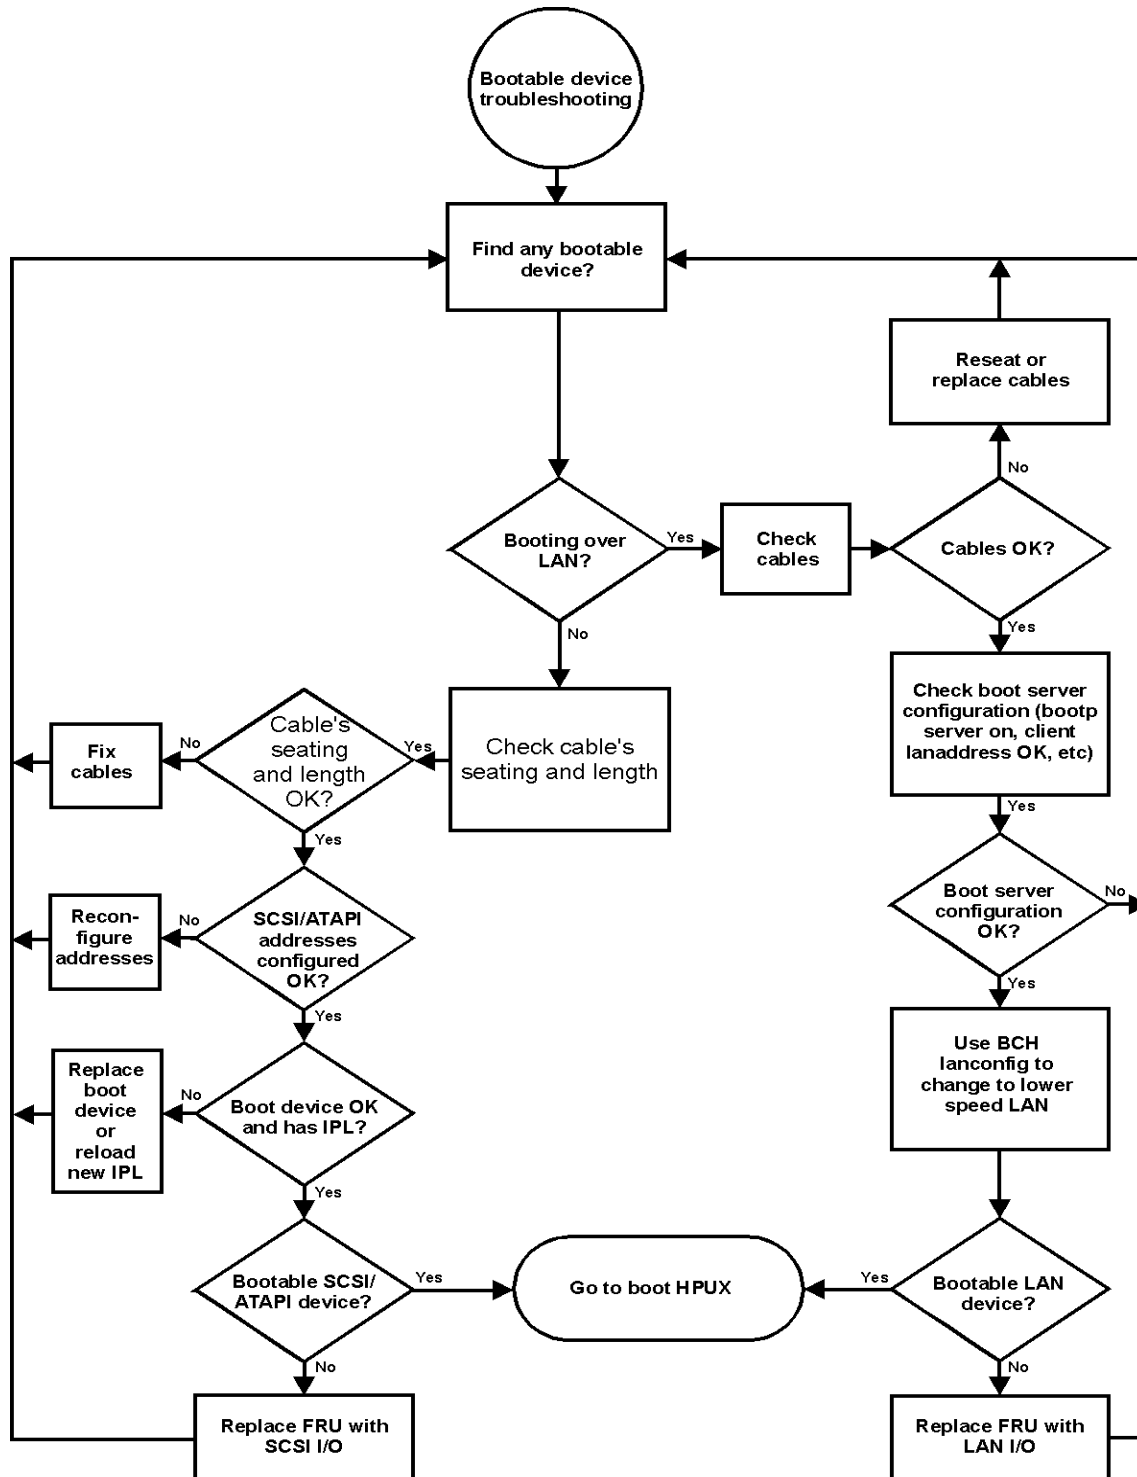 Bootable device
troubleshooting
Find any bootable
device?
Reseat or
replace cables
No
Booting over
LAN?
Yes
Check
cables
Cables OK?
No
Yes
Check boot server
configuration (bootp
server on, client
lanaddress OK, etc)
Check cable's
seating and length
Yes
Cable's
seating
and length
OK?
No
Fix
cables
Yes
Yes
Boot server
configuration
OK?
No
SCSI/ATAPI
addresses
configured
OK?
No
Recon-
figure
addresses
Yes
Yes
Use BCH
lanconfig to
change to lower
speed LAN
Boot device OK
and has IPL?
No
Replace
boot
device
or
reload
new IPL
Yes
Bootable SCSI/
ATAPI device?
Yes
Go to boot HPUX
Yes
Bootable LAN
device?
No
No
Replace FRU with
SCSI I/O
Replace FRU with
LAN I/O